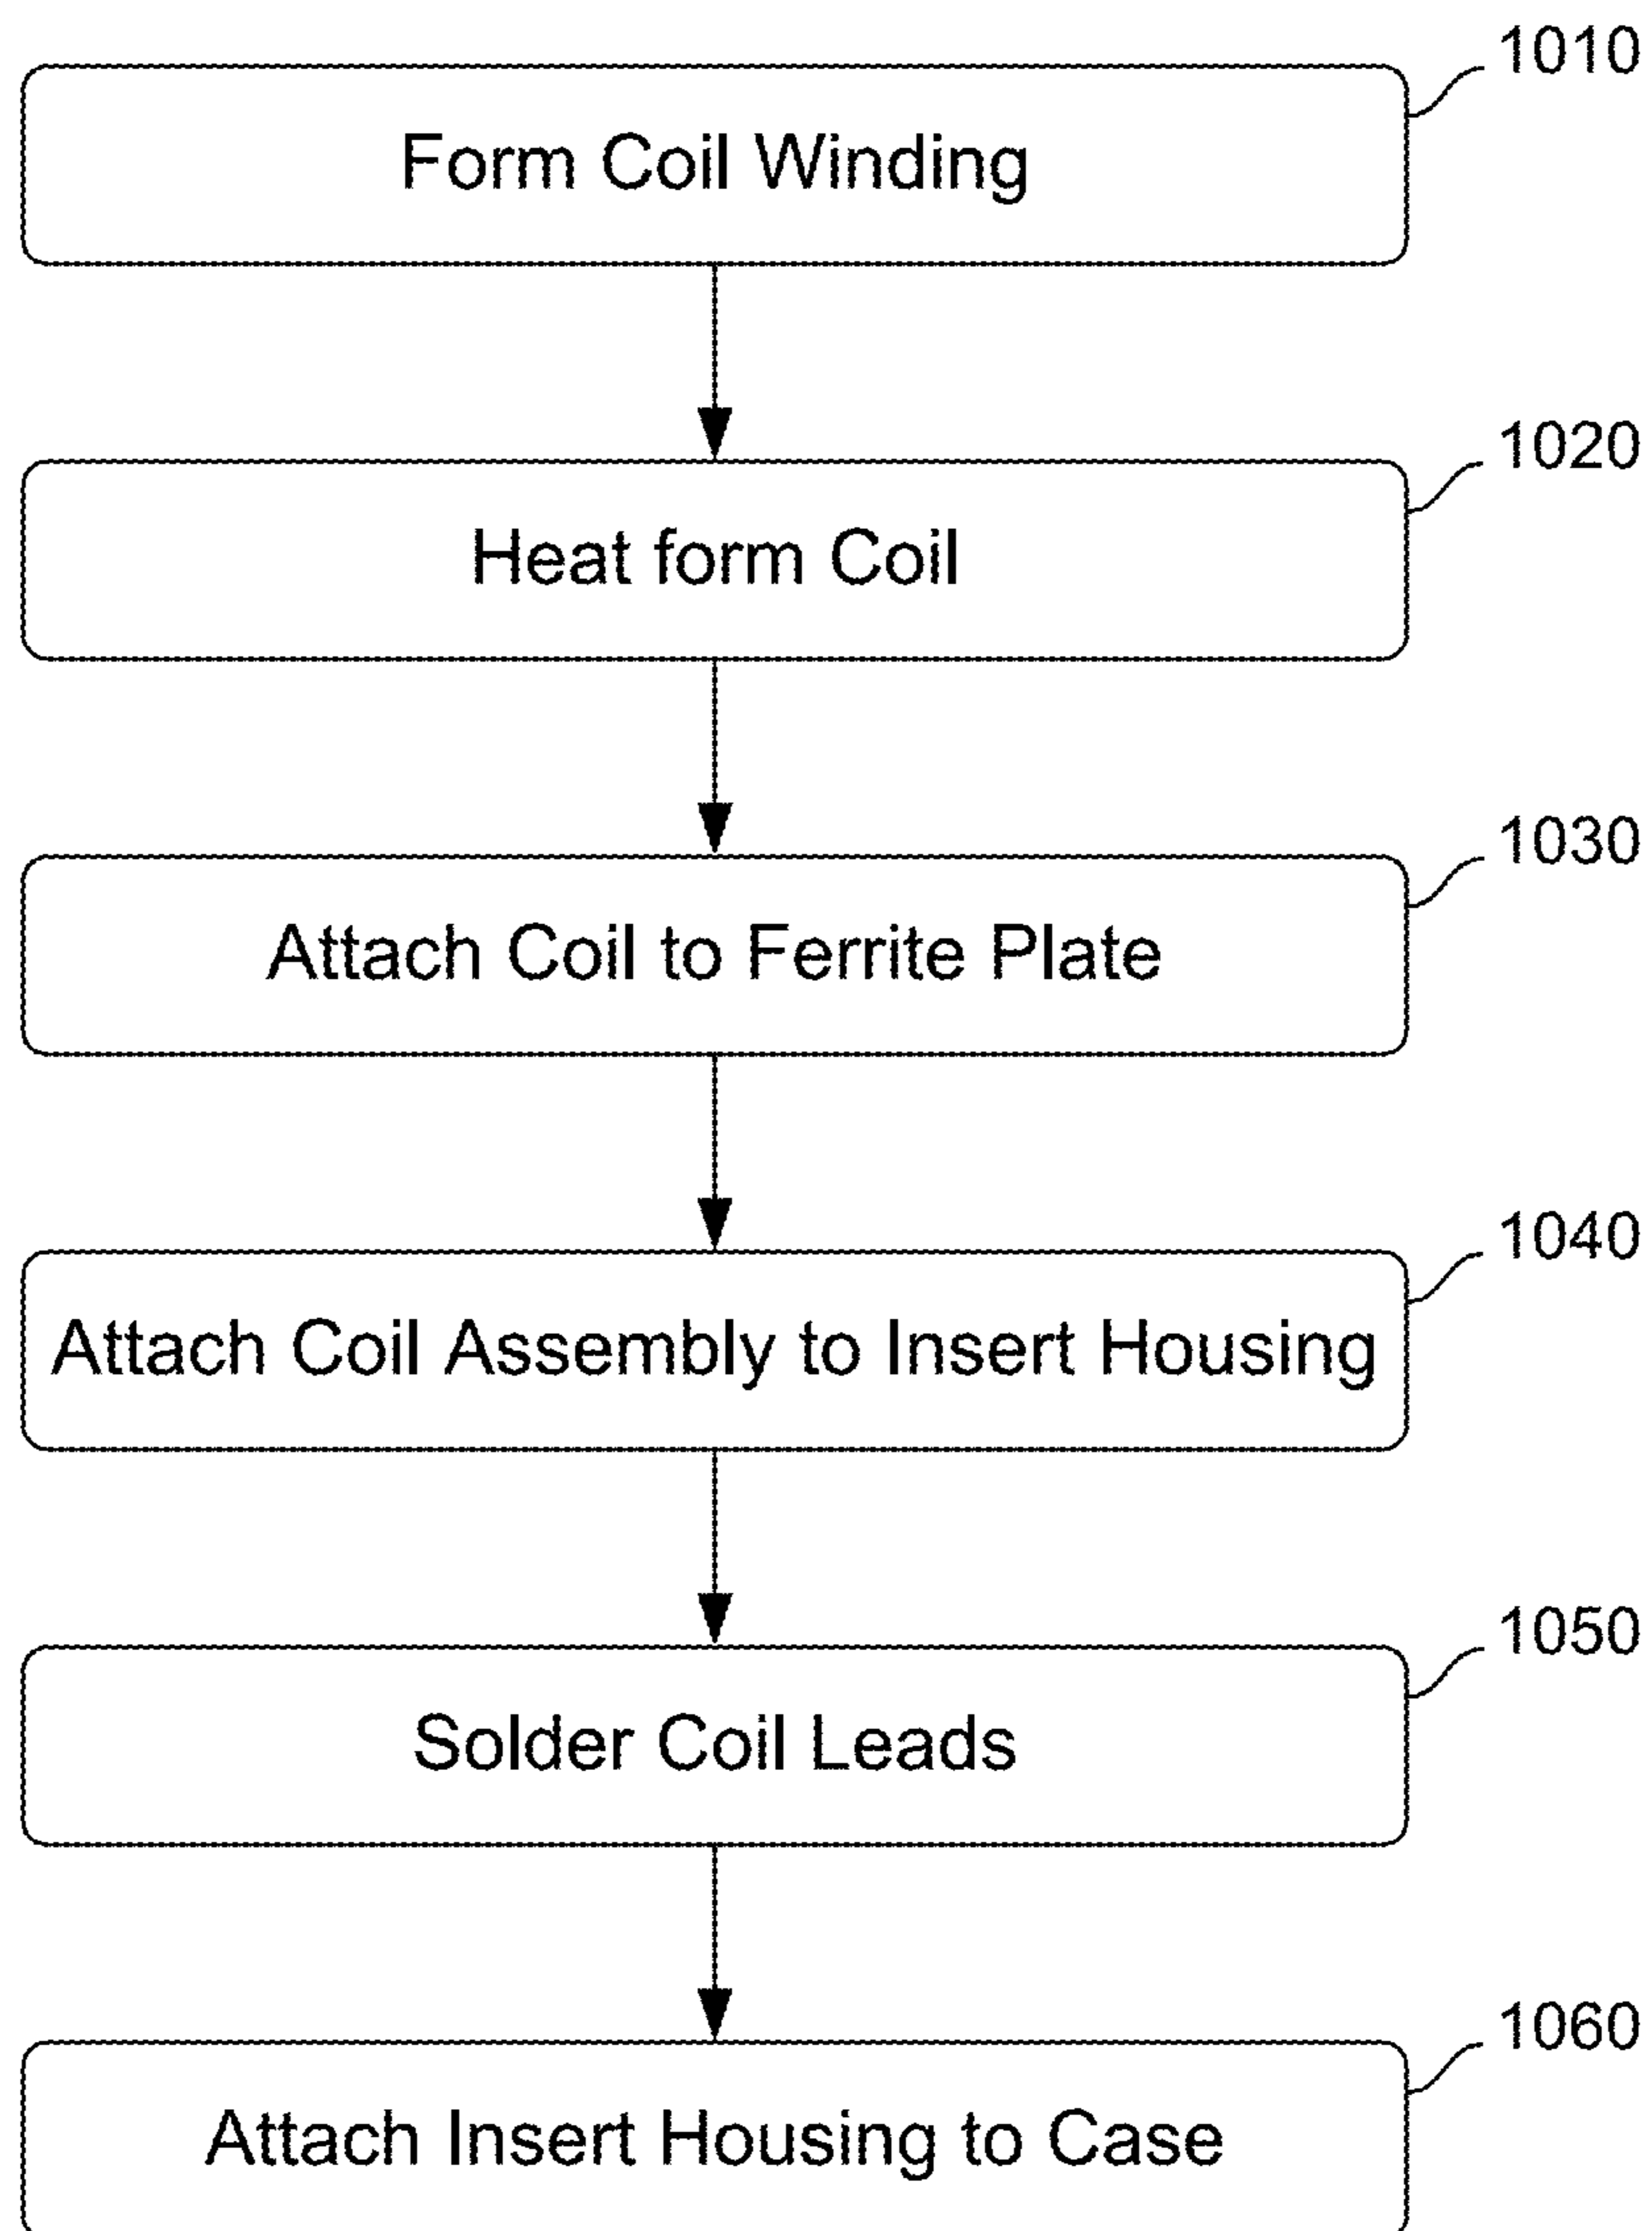 1010
Form Coil Winding
1020
Heat form Coil
1030
Attach Coil to Ferrite Plate
1040
Attach Coil Assembly to Insert Housing
1050
Solder Coil Leads
1060
Attach Insert Housing to Case